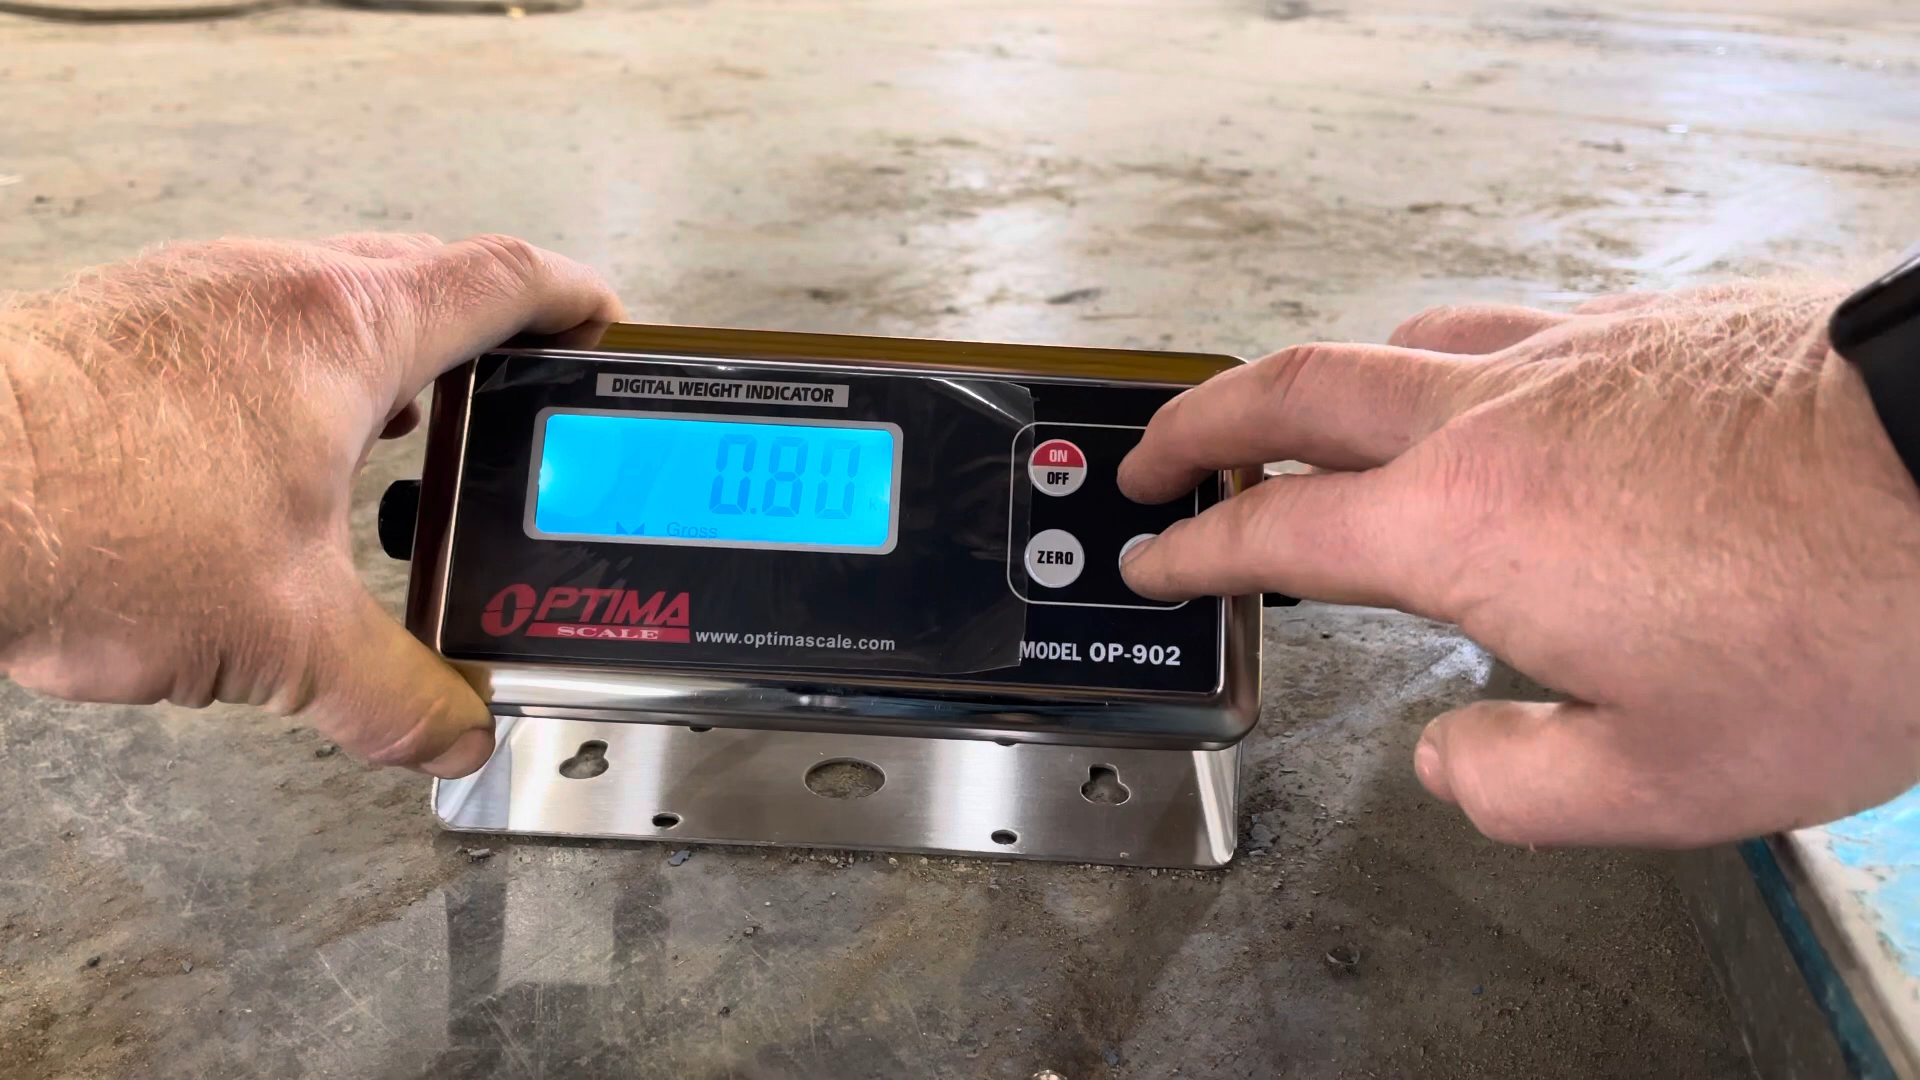 DIGITAL WEIGHT INDICATOR
0.80
Gross
ON
OFF
ZERO
OPTIMA
SCALE
www.optimascale.com
MODEL OP-902